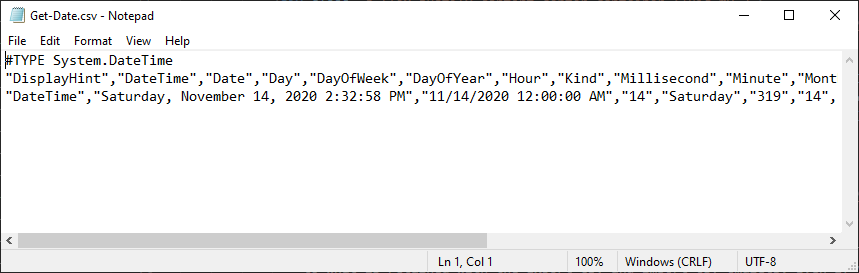 Get-Date.csv - Notepad
File Edit Format View Help
#TYPE System.DateTime
"DisplayHint","DateTime","Date","Day","DayOfWeek","DayOfYear","Hour","Kind","Millisecond","Minute","Mont
"DateTime","Saturday, November 14, 2020 2:32:58 PM","11/14/2020 12:00:00 AM","14","Saturday","319","14",
Ln 1, Col 1 100% Windows (CRLF) UTF-8